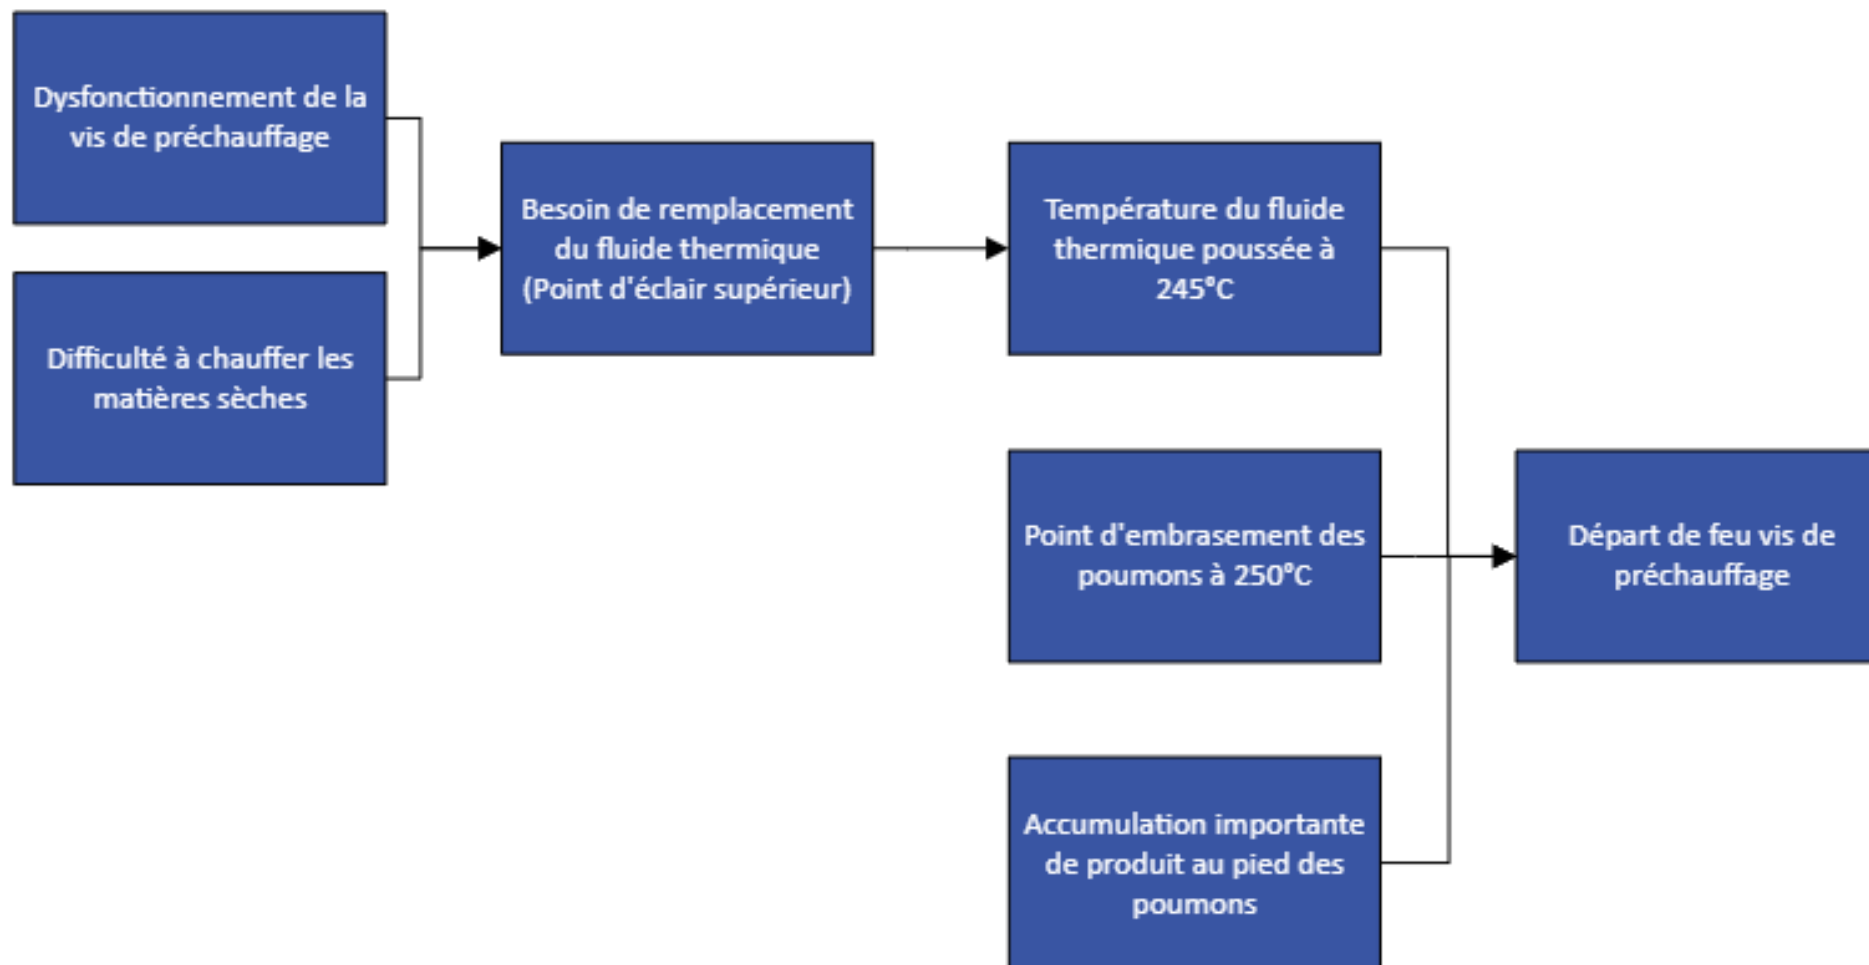 Dysfonctionnement de la
vis de préchauffage
Difficulté à chauffer les
matières sèches
Besoin de remplacement
du fluide thermique
(Point d'éclair supérieur)
Température du fluide
thermique poussée à
245°C
Point d'embrasement des
poumons à 250°C
Accumulation importante
de produit au pied des
poumons
Départ de feu vis de
préchauffage